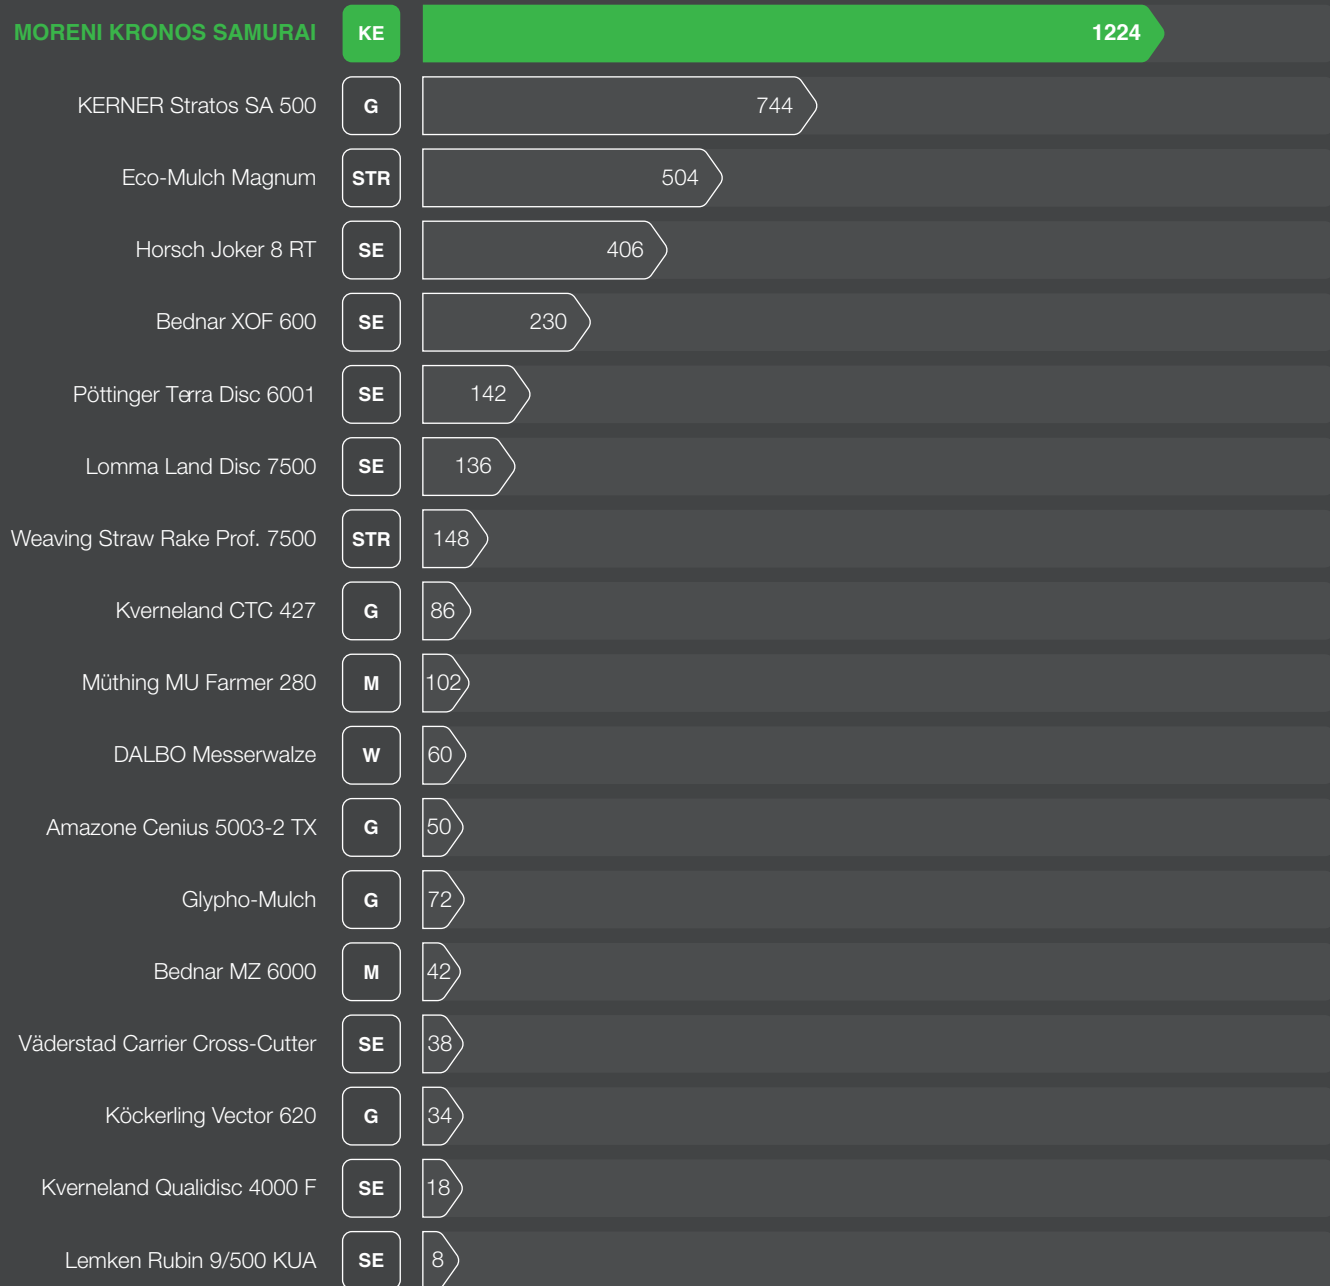 MORENI KRONOS SAMURAI KE 1224
KERNER Stratos SA 500 G 744
Eco-Mulch Magnum STR 504
Horsch Joker 8 RT SE 406
Bednar XOF 600 SE 230
Pöttinger Terra Disc 6001 SE 142
Lomma Land Disc 7500 SE 136
Weaving Straw Rake Prof. 7500 STR 148
Kverneland CTC 427 G 86
Müthing MU Farmer 280 M 102
DALBO Messerwalze W 60
Amazone Cenius 5003-2 TX G 50
Glypho-Mulch G 72
Bednar MZ 6000 M 42
Väderstad Carrier Cross-Cutter SE 38
Köckerling Vector 620 G 34
Kverneland Qualidisc 4000 F SE 18
Lemken Rubin 9/500 KUA SE 8